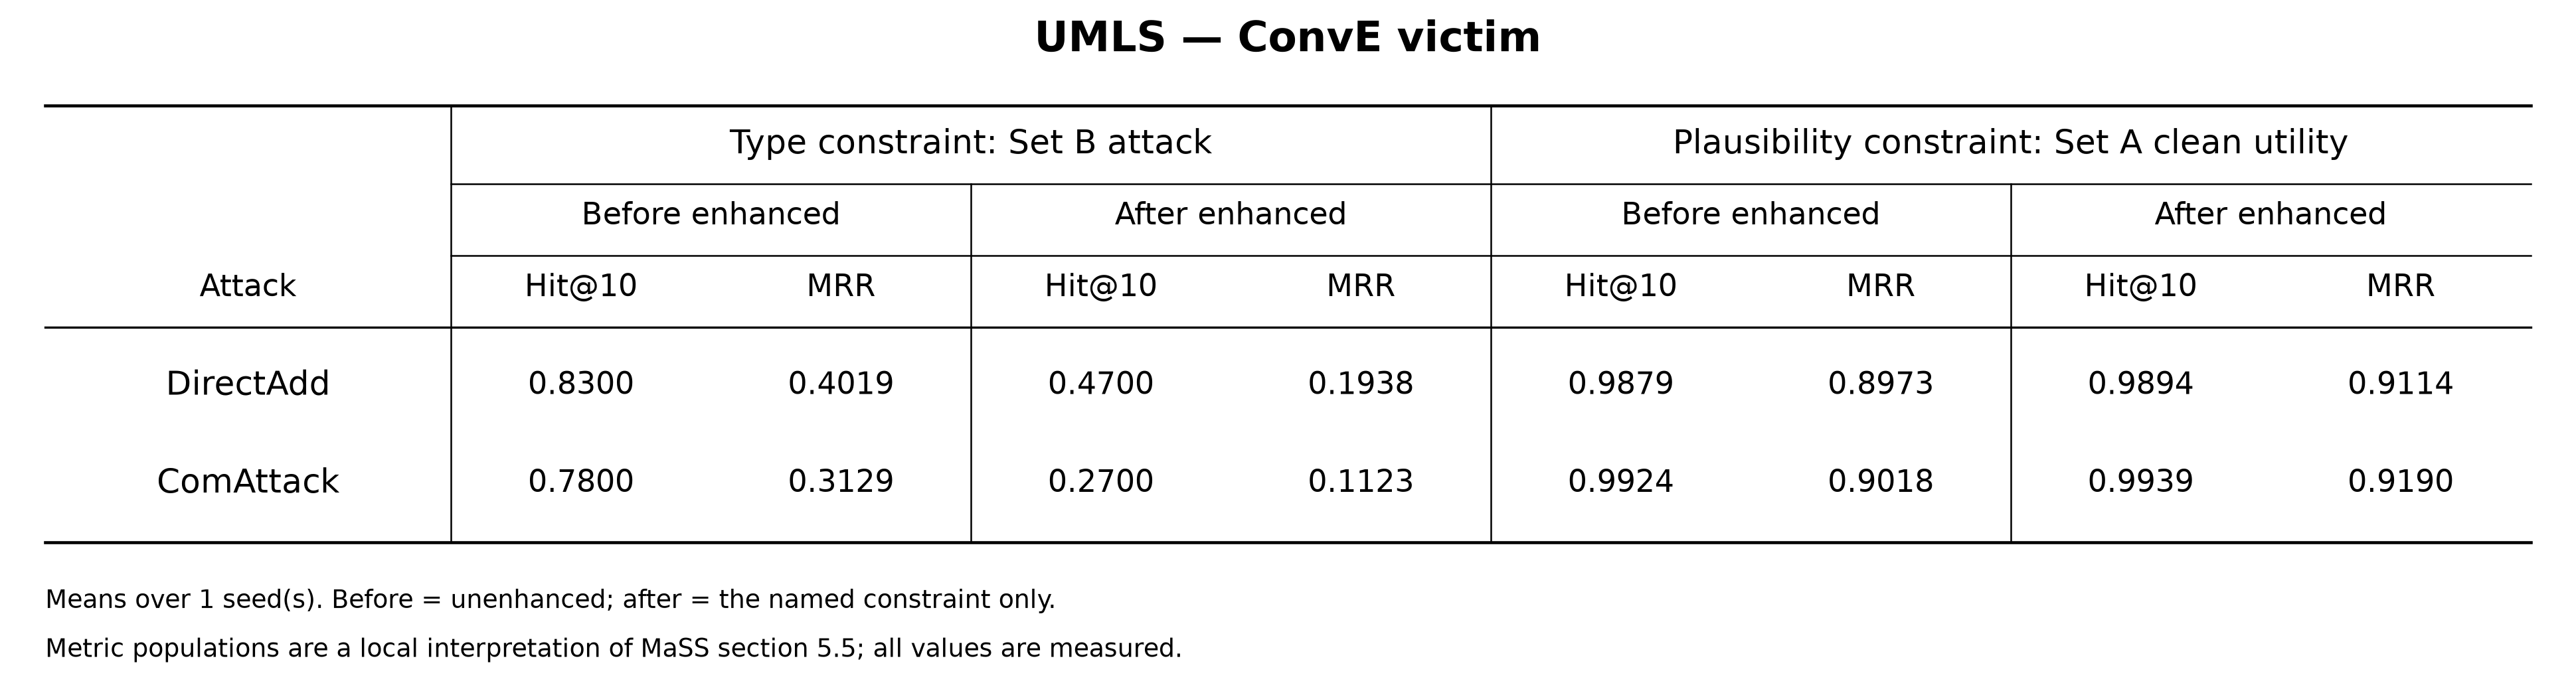 UMLS — ConvE victim
Type constraint: Set B attack Plausibility constraint: Set A clean utility
Before enhanced After enhanced Before enhanced After enhanced
Attack Hit@10 MRR Hit@10 MRR Hit@10 MRR Hit@10 MRR
DirectAdd 0.8300 0.4019 0.4700 0.1938 0.9879 0.8973 0.9894 0.9114
ComAttack 0.7800 0.3129 0.2700 0.1123 0.9924 0.9018 0.9939 0.9190
Means over 1 seed(s). Before = unenhanced; after = the named constraint only.
Metric populations are a local interpretation of MaSS section 5.5; all values are measured.